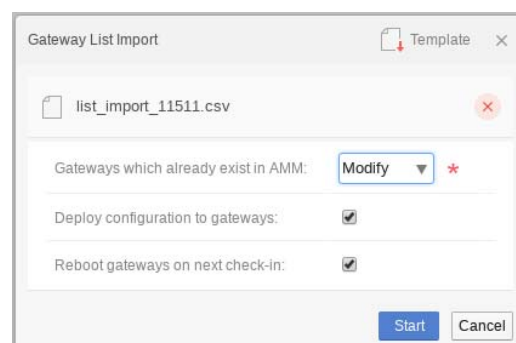 Gateway List Import Template
list_import_11511.csv
Gateways which already exist in AMM: Modify *
Deploy configuration to gateways:
Reboot gateways on next check-in:
Start Cancel